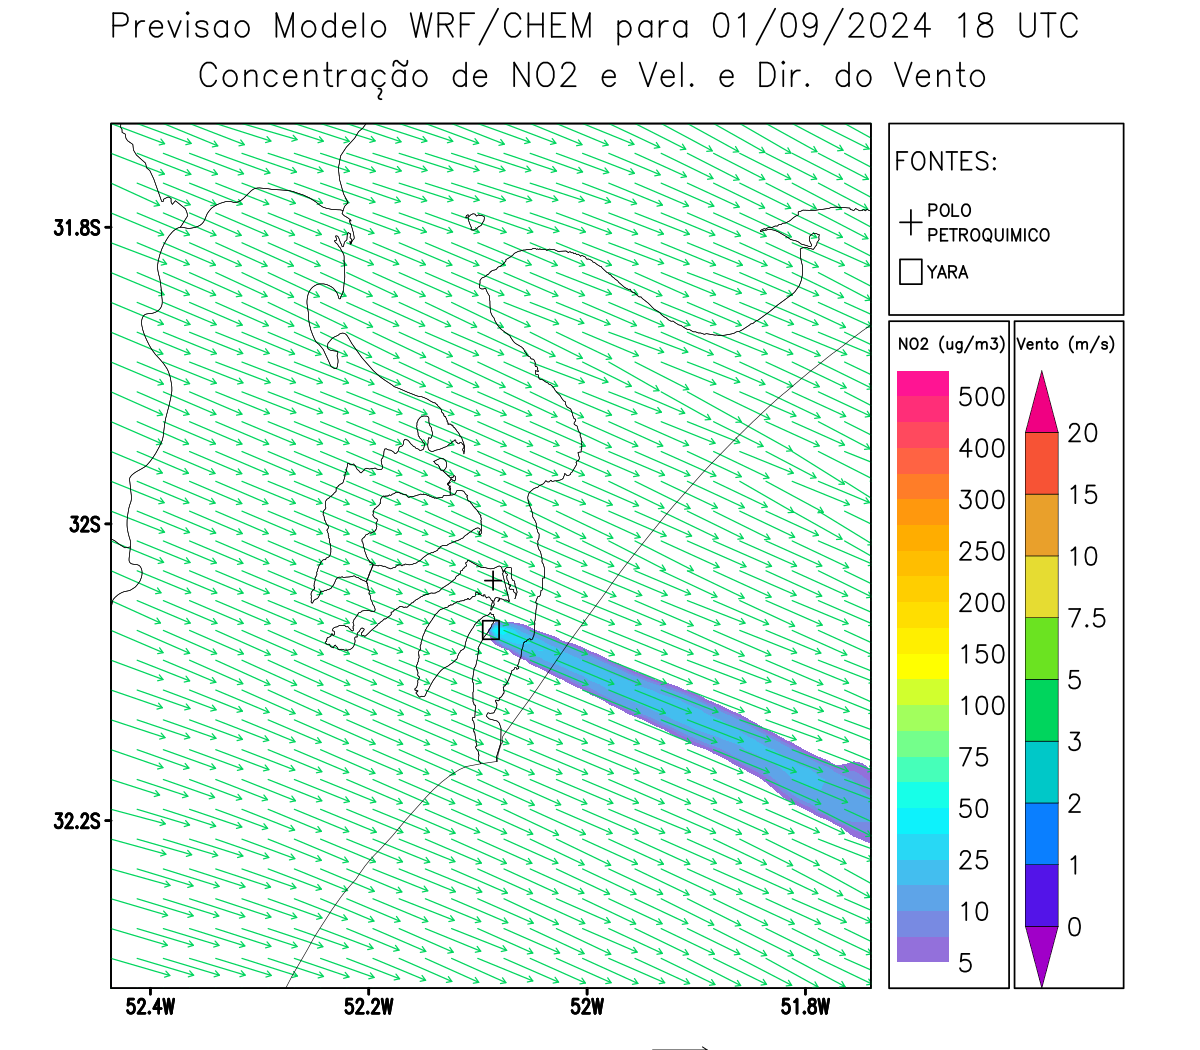 Previsao Modelo WRF/CHEM para 01/09/2024 18 UTC
Concentração de NO2 e Vel. e Dir. do Vento
FONTES:
POLO
PETROQUIMICO
YARA
31.8S
32S
32.2S
52.4W
52.2W
52W
51.8W
NO2 (ug/m3)
500
400
300
250
200
150
100
75
50
25
10
5
Vento (m/s)
20
15
10
7.5
5
3
2
1
0